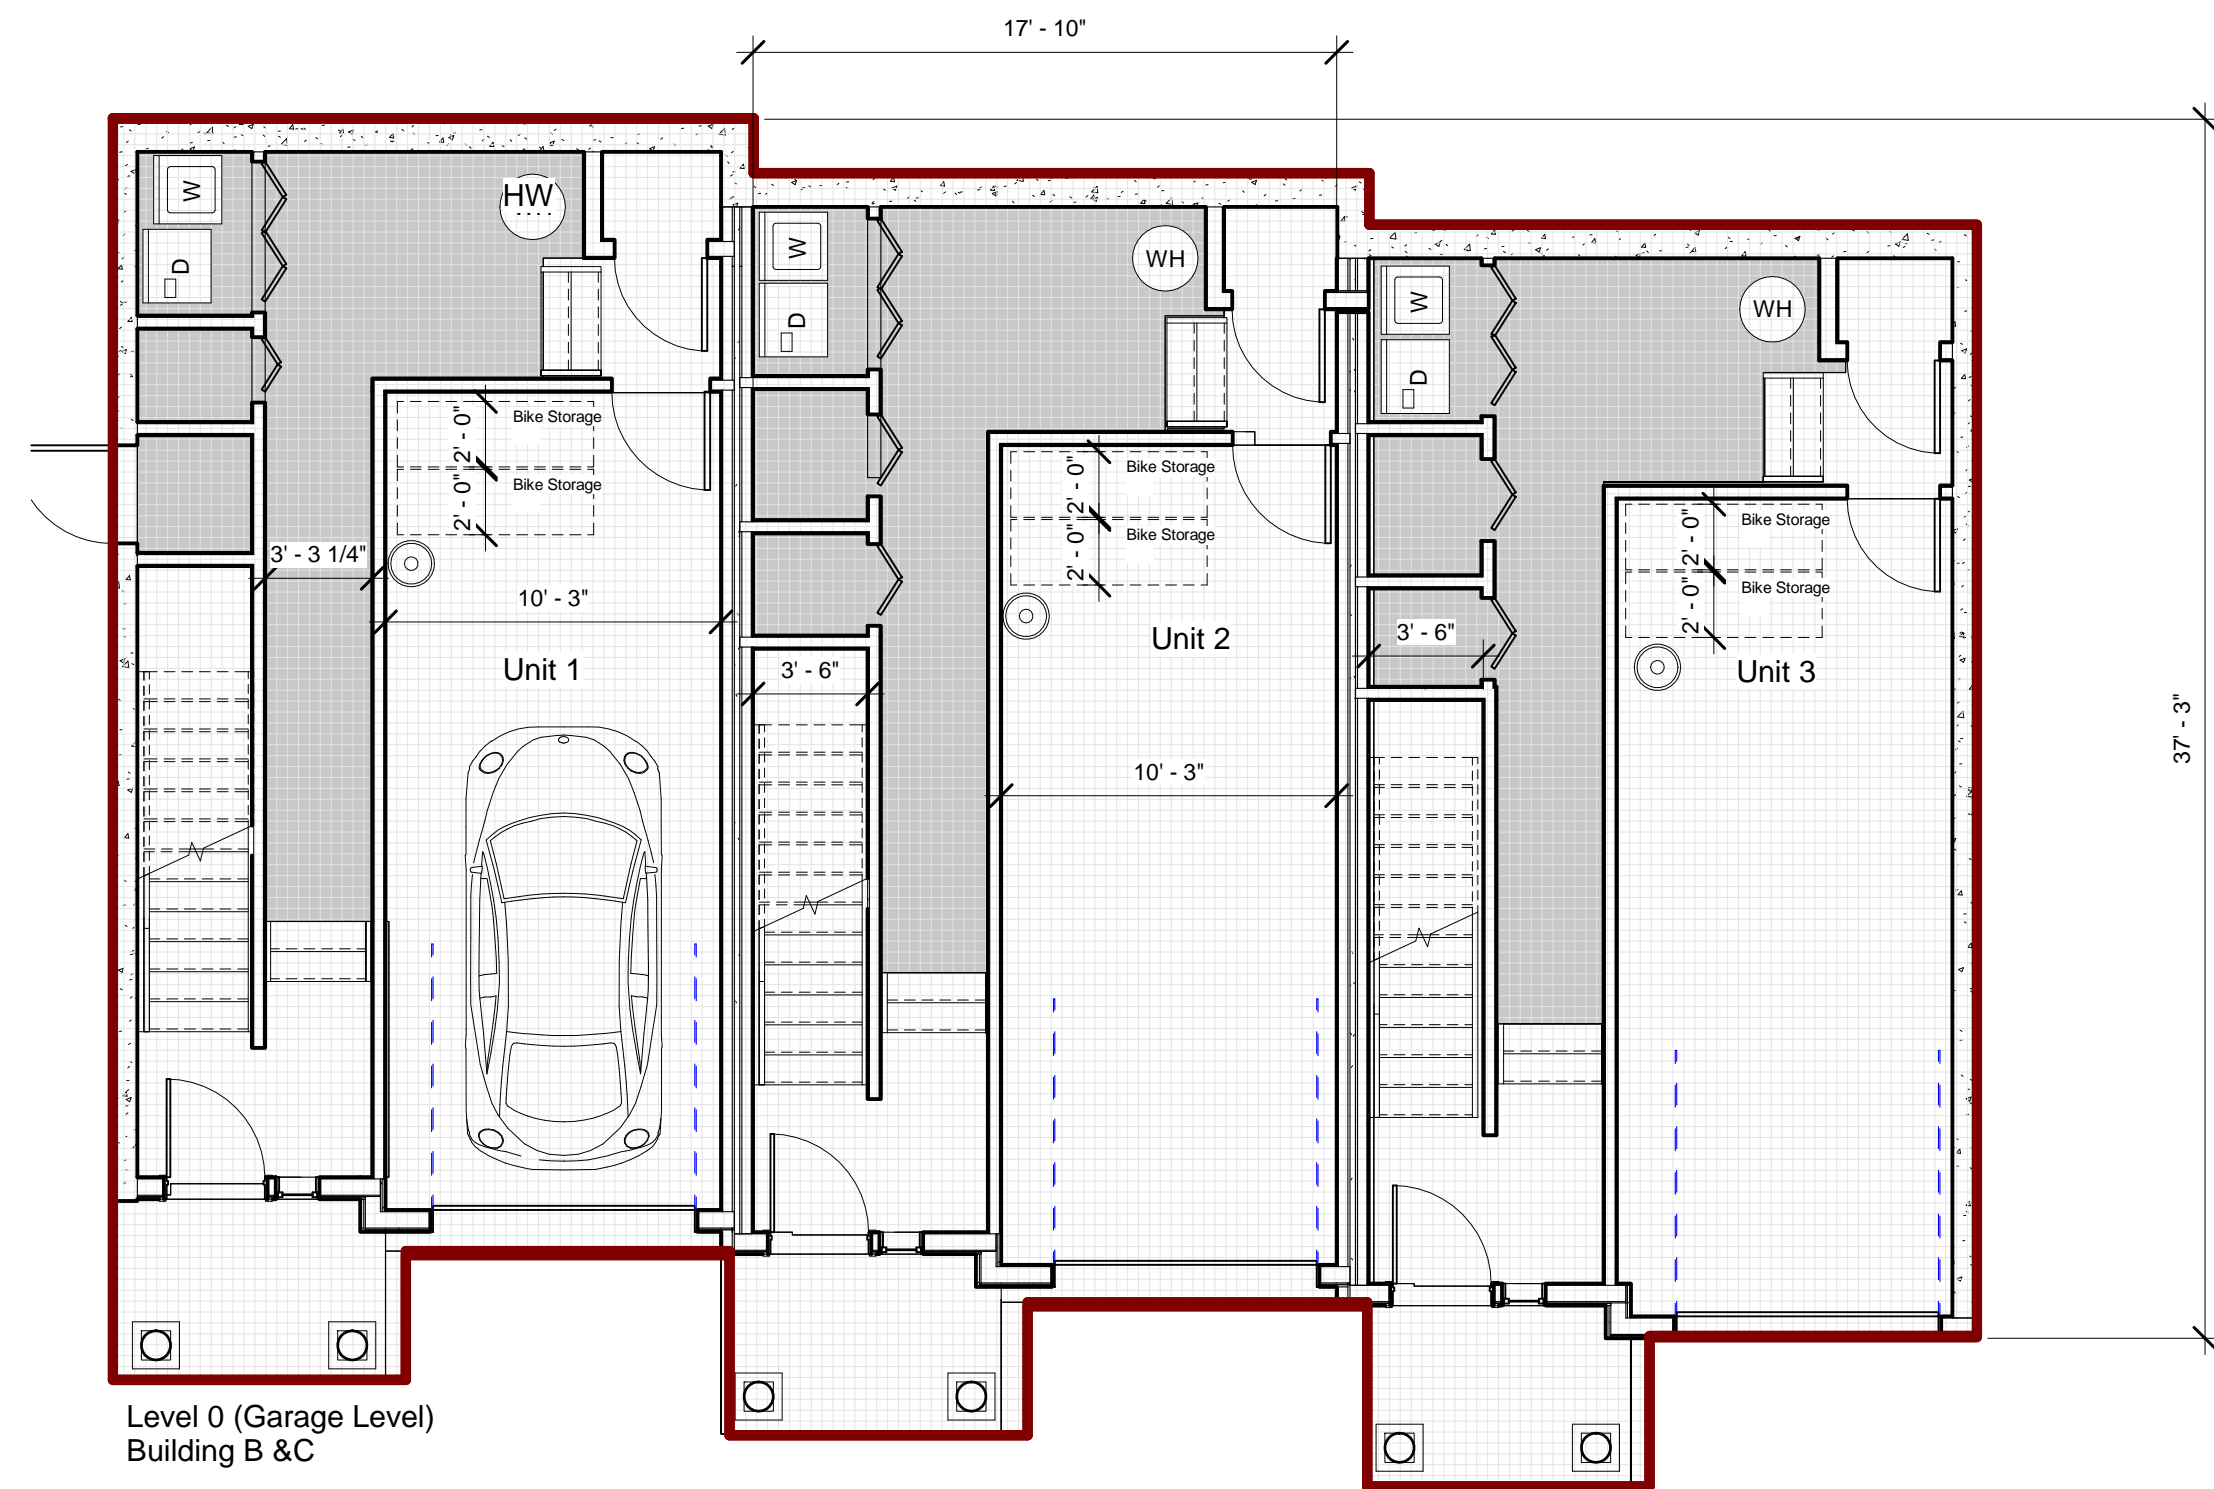 17' - 10"
W
HW
D
W
WH
D
W
WH
D
2' - 0"
Bike Storage
2' - 0"
Bike Storage
2' - 0"
Bike Storage
2' - 0"
Bike Storage
2' - 0"
Bike Storage
2' - 0"
Bike Storage
3' - 3 1/4"
10' - 3"
Unit 1
Unit 2
3' - 6"
3' - 6"
Unit 3
10' - 3"
37' - 3"
Level 0 (Garage Level)
Building B &C